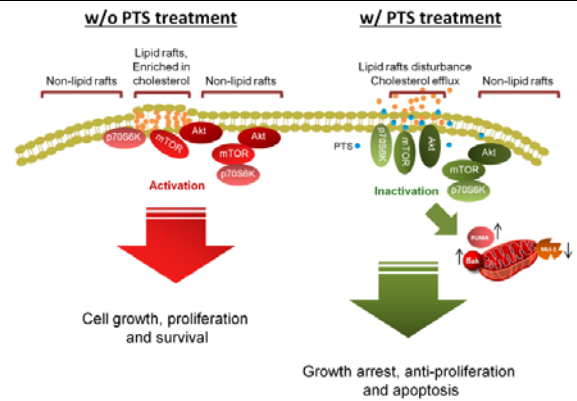 w/o PTS treatment
Lipid rafts,
Enriched in
cholesterol
Non-lipid rafts
Non-lipid rafts
p70S6K
mTOR
Akt
Akt
mTOR
p70S6K
Activation
Cell growth, proliferation
and survival
w/ PTS treatment
Lipid rafts disturbance
Cholesterol efflux
Non-lipid rafts
PTS
p70S6K
mTOR
Akt
Akt
mTOR
p70S6K
Inactivation
PUMA
Bak
Mcl-1
Growth arrest, anti-proliferation
and apoptosis